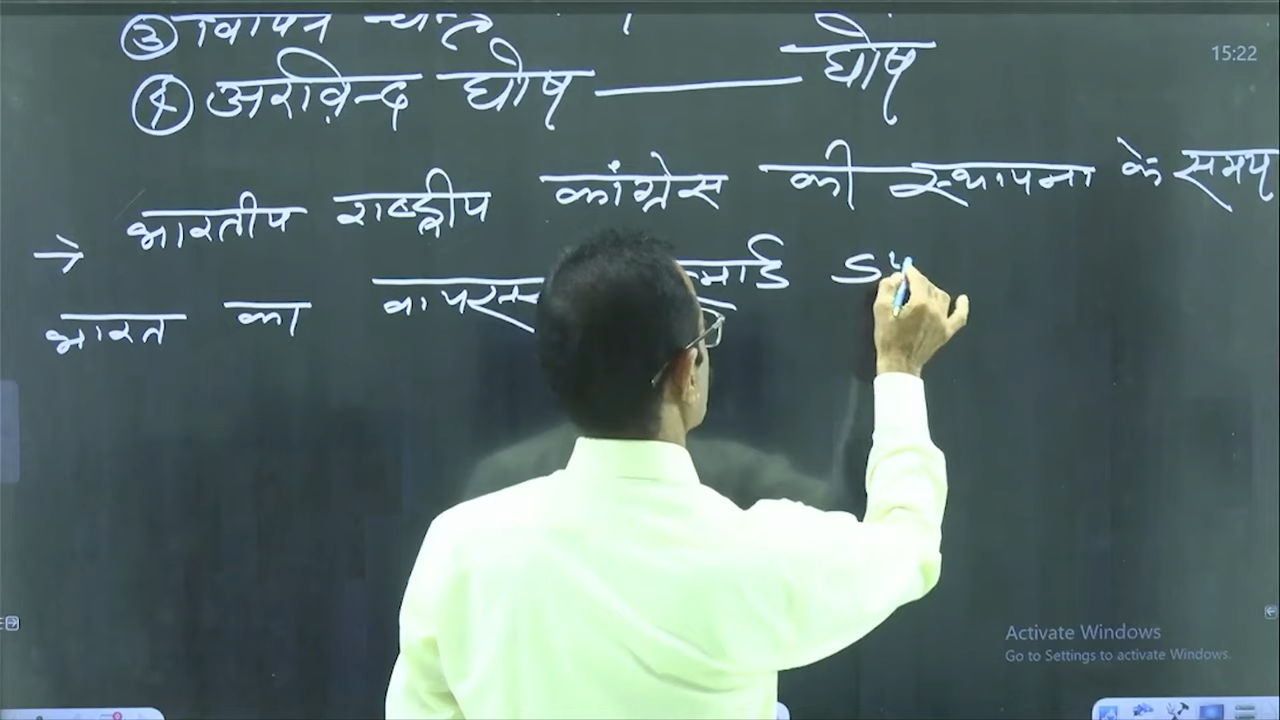 15:22
④ अरविन्द घोष — घोष
→ भारतीय राष्ट्रीय कांग्रेस की स्थापना के समय
भारत का
Activate Windows
Go to Settings to activate Windows.